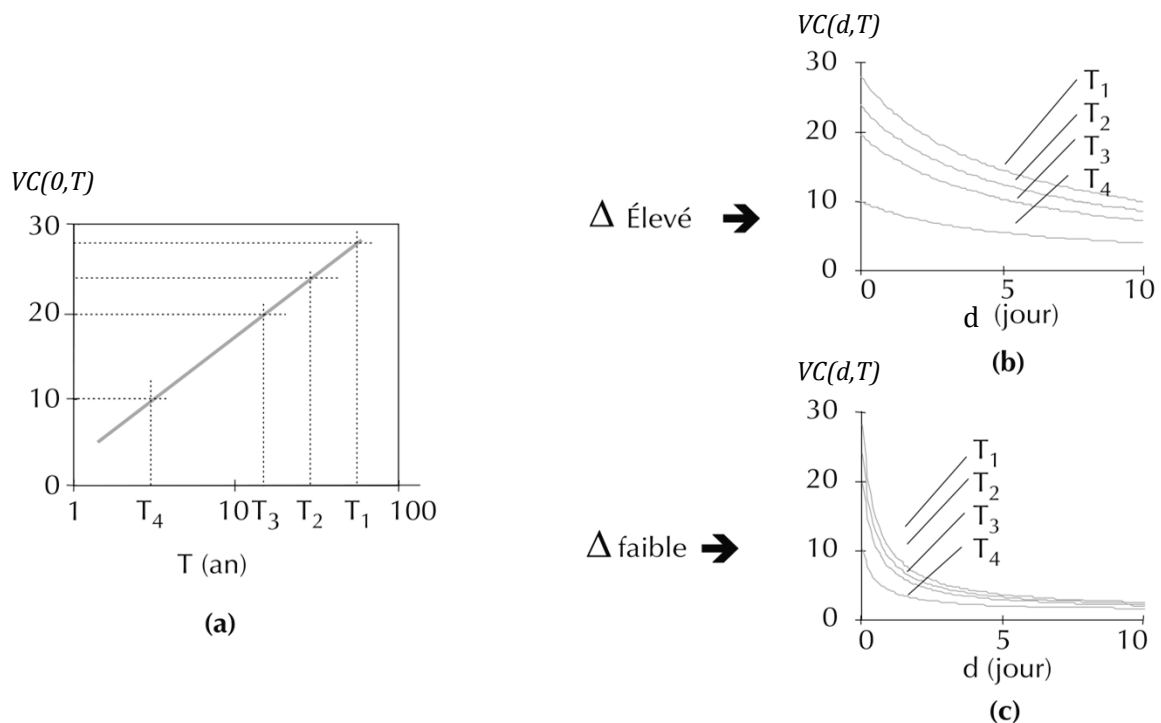 VC(0,T)
30
20
10
0
1
T₄
10
T₃
T₂
T₁
100
T (an)
(a)
Δ Élevé
VC(d,T)
30
20
10
0
T₁
T₂
T₃
T₄
0
5
10
d (jour)
(b)
Δ faible
VC(d,T)
30
20
10
0
T₁
T₂
T₃
T₄
0
5
10
d (jour)
(c)